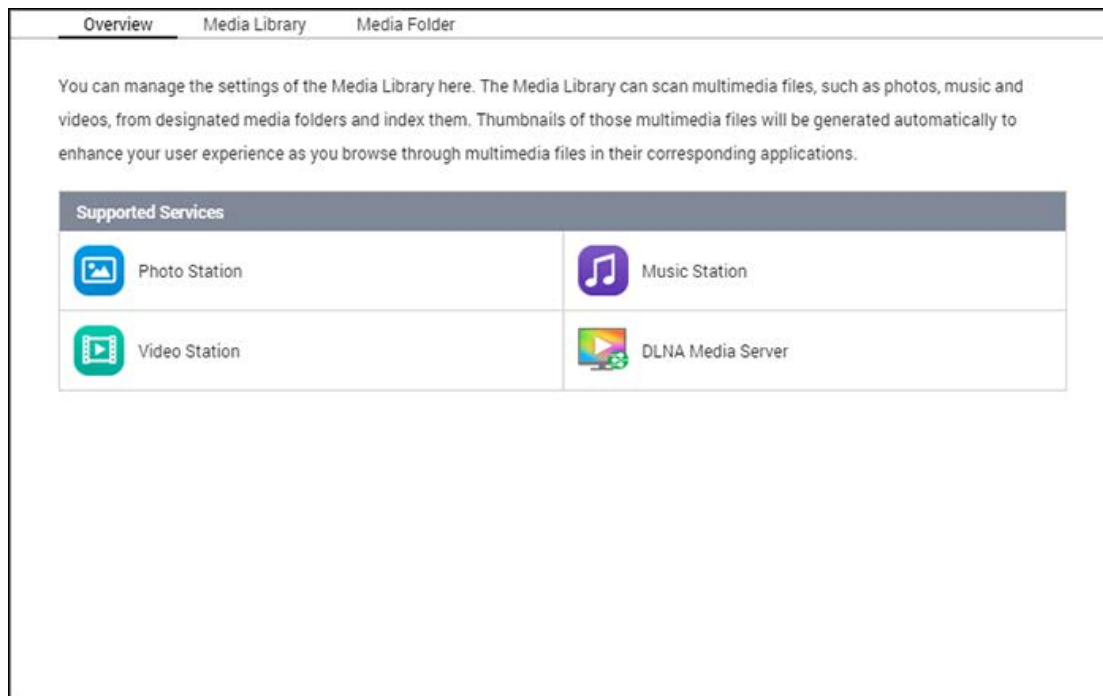 Overview Media Library Media Folder
You can manage the settings of the Media Library here. The Media Library can scan multimedia files, such as photos, music and
videos, from designated media folders and index them. Thumbnails of those multimedia files will be generated automatically to
enhance your user experience as you browse through multimedia files in their corresponding applications.
Supported Services
Photo Station Music Station
Video Station DLNA Media Server